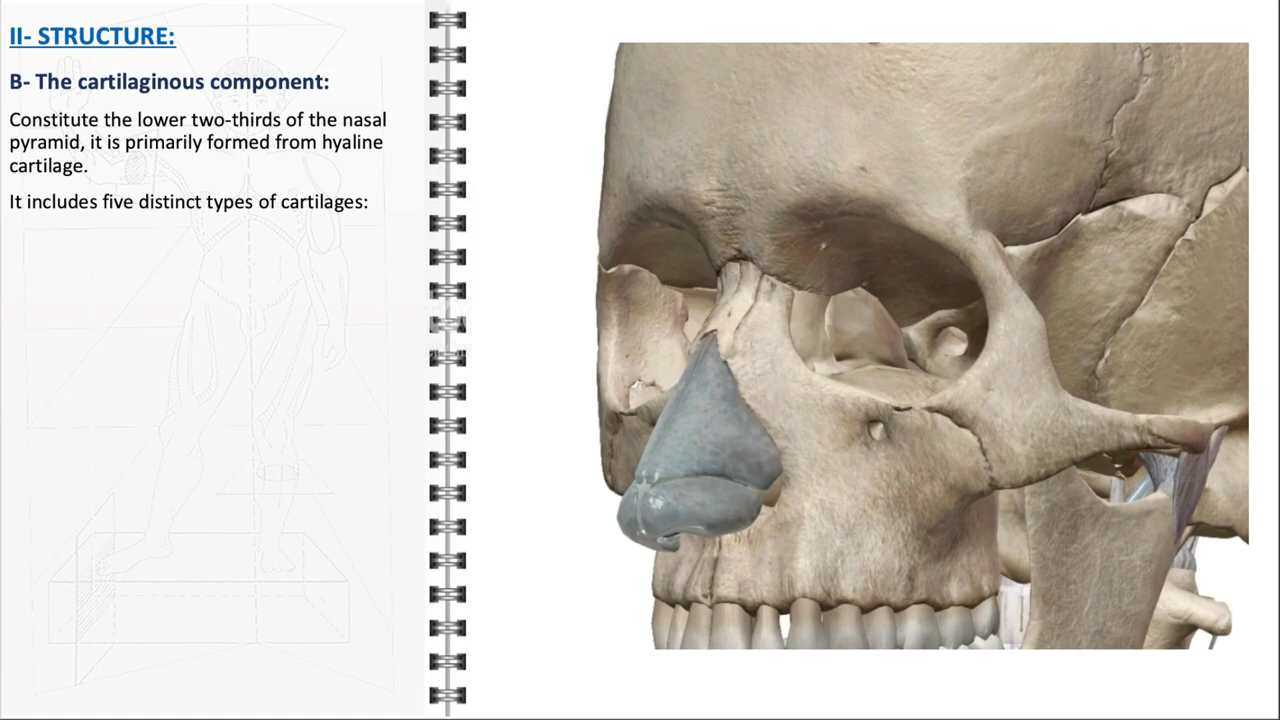 II- STRUCTURE:
B- The cartilaginous component:
Constitute the lower two-thirds of the nasal
pyramid, it is primarily formed from hyaline
cartilage.
It includes five distinct types of cartilages: